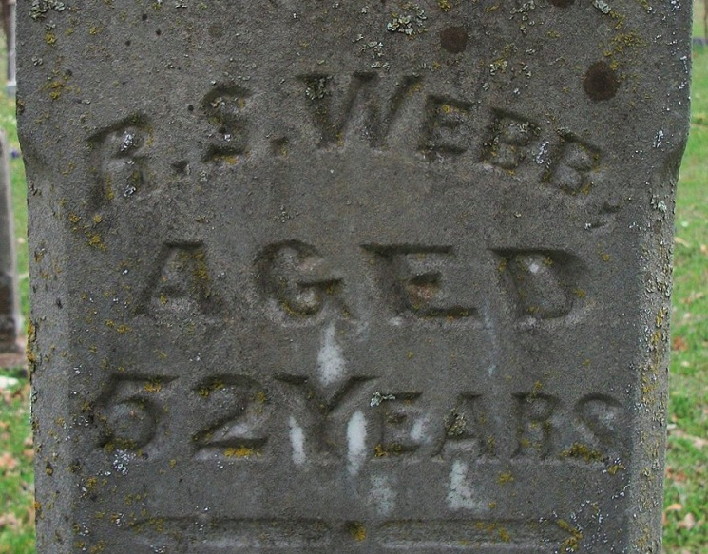 R. S. WEBB,
AGED
52 YEARS